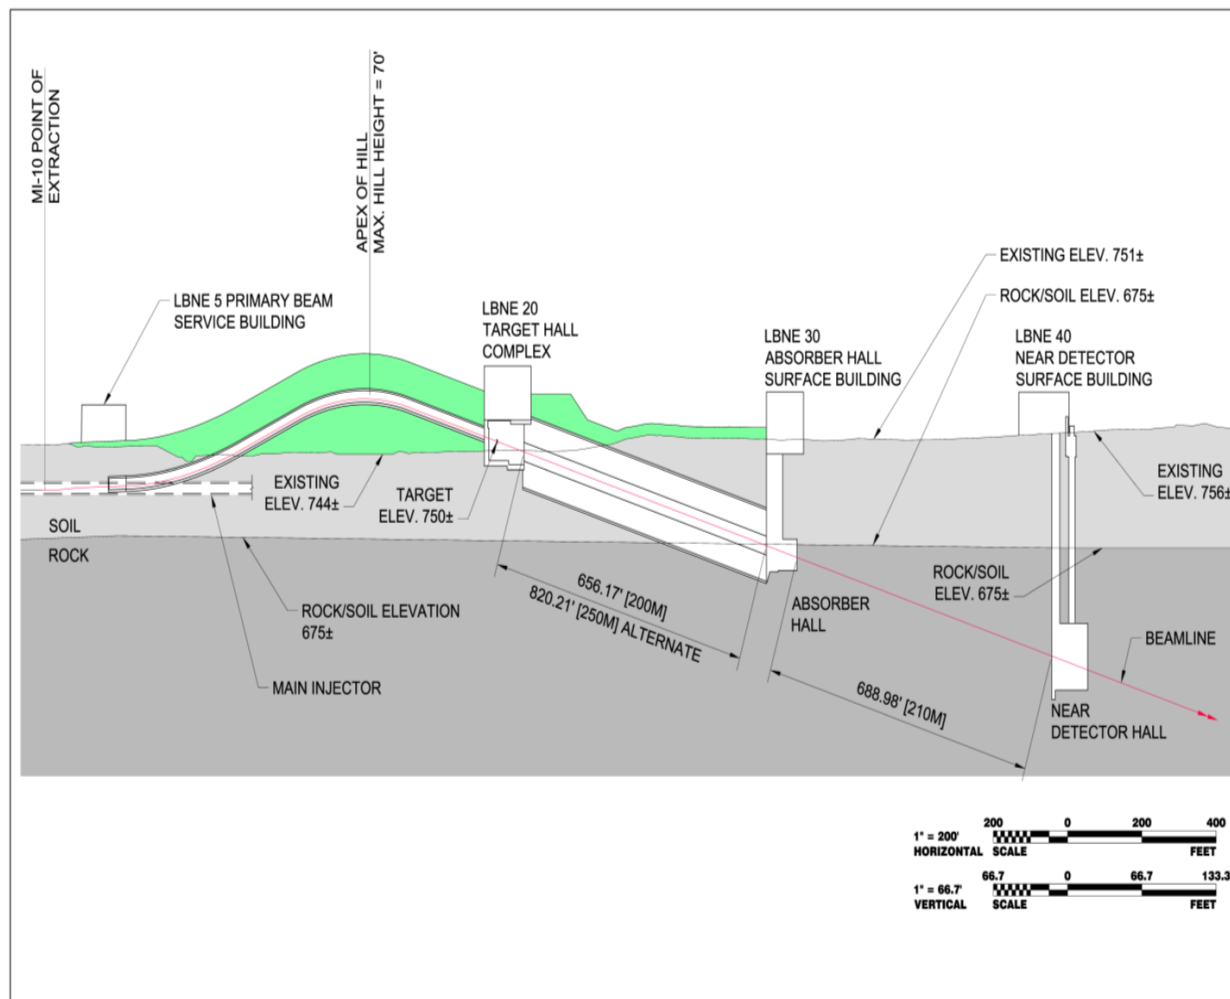 MI-10 POINT OF
EXTRACTION
APEX OF HILL
MAX. HILL HEIGHT = 70'
LBNE 5 PRIMARY BEAM
SERVICE BUILDING
LBNE 20
TARGET HALL
COMPLEX
EXISTING ELEV. 751±
ROCK/SOIL ELEV. 675±
LBNE 30
ABSORBER HALL
SURFACE BUILDING
LBNE 40
NEAR DETECTOR
SURFACE BUILDING
EXISTING
ELEV. 744±
TARGET
ELEV. 750±
EXISTING
ELEV. 756±
SOIL
ROCK
ROCK/SOIL
ELEV. 675±
ROCK/SOIL ELEVATION
675±
656.17' [200M]
820.21' [250M] ALTERNATE
ABSORBER
HALL
BEAMLINE
MAIN INJECTOR
688.98' [210M]
NEAR
DETECTOR HALL
200 0 200 400
1" = 200'
HORIZONTAL SCALE FEET
66.7 0 66.7 133.3
1" = 66.7'
VERTICAL SCALE FEET